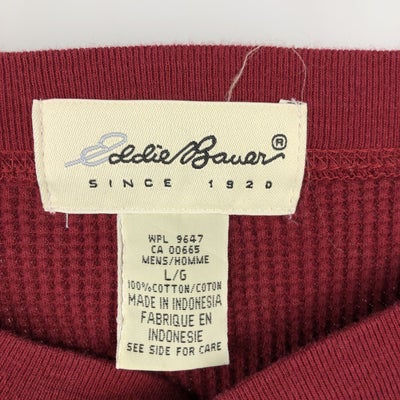 Eddie Bauer®
SINCE 1920
WPL 9647
CA 00665
MENS/HOMME
L/G
100%COTTON/COTON
MADE IN INDONESIA
FABRIQUE EN
INDONESIE
SEE SIDE FOR CARE